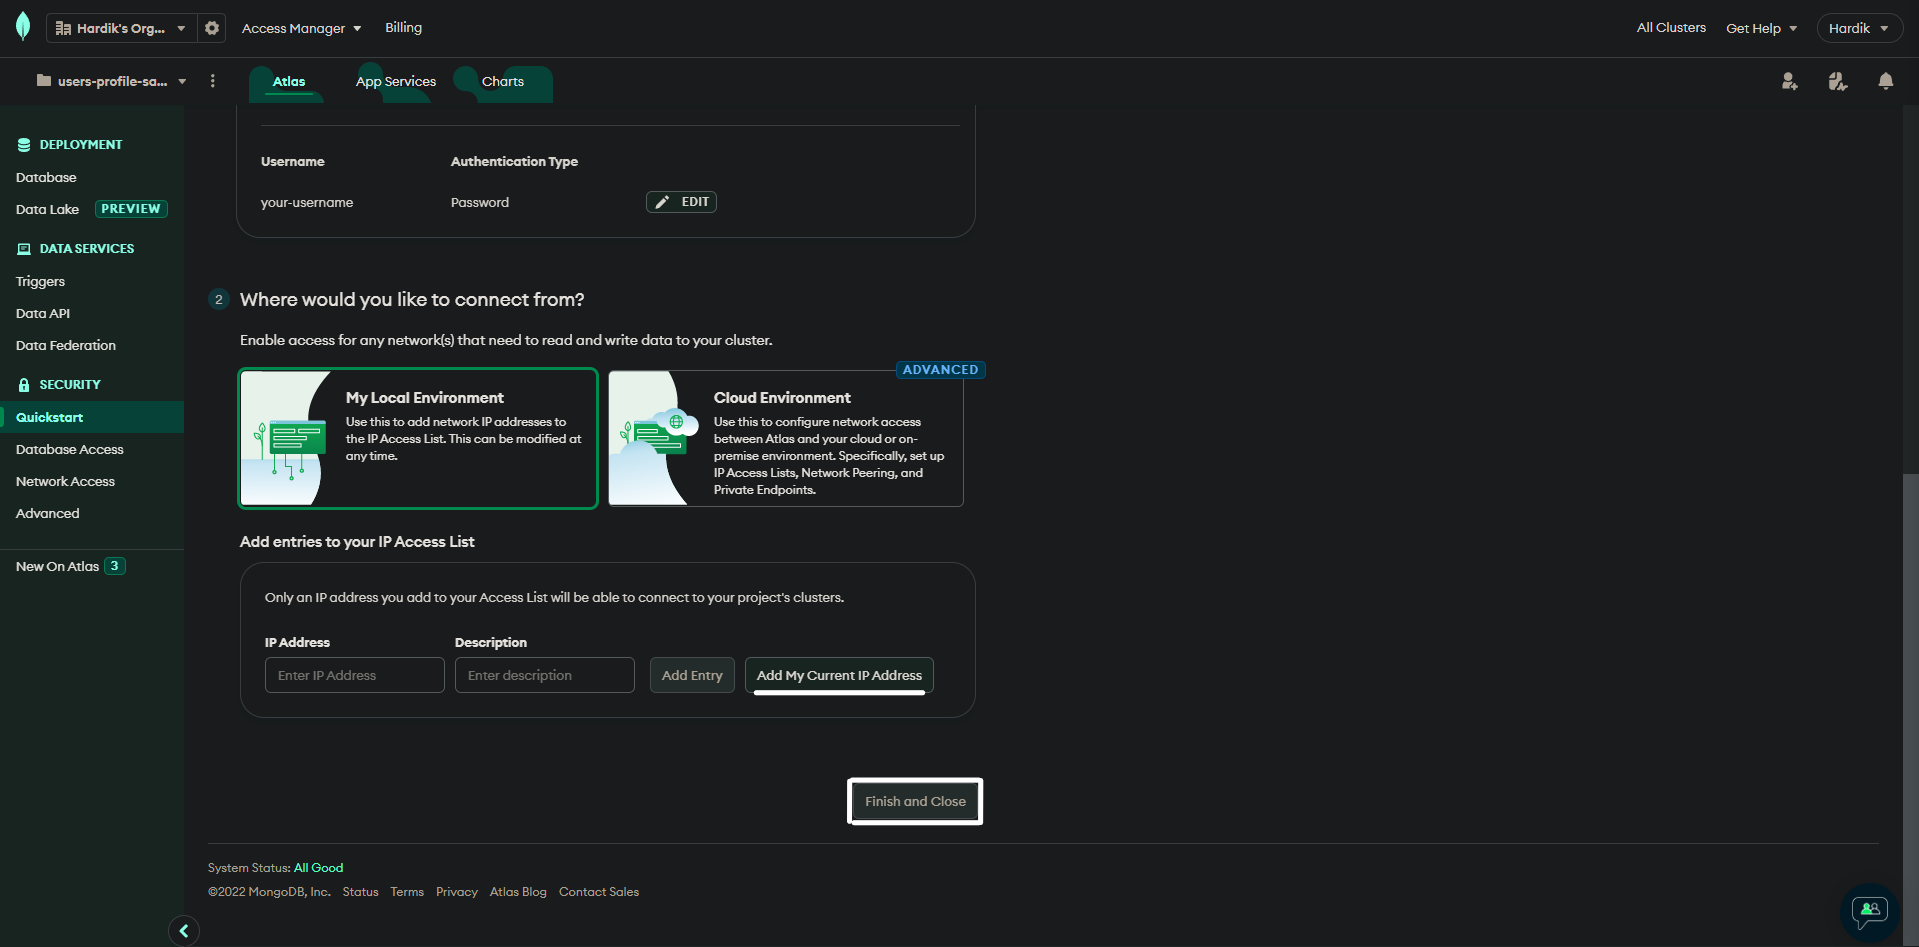 Hardik's Org...
Access Manager
Billing
All Clusters
Get Help
Hardik
users-profile-sa...
Atlas
App Services
Charts
DEPLOYMENT
Database
Data Lake PREVIEW
DATA SERVICES
Triggers
Data API
Data Federation
SECURITY
Quickstart
Database Access
Network Access
Advanced
New On Atlas 3
Username Authentication Type
your-username Password EDIT
2 Where would you like to connect from?
Enable access for any network(s) that need to read and write data to your cluster.
My Local Environment
Use this to add network IP addresses to
the IP Access List. This can be modified at
any time.
ADVANCED
Cloud Environment
Use this to configure network access
between Atlas and your cloud or on-
premise environment. Specifically, set up
IP Access Lists, Network Peering, and
Private Endpoints.
Add entries to your IP Access List
Only an IP address you add to your Access List will be able to connect to your project's clusters.
IP Address Description
Enter IP Address Enter description Add Entry Add My Current IP Address
Finish and Close
System Status: All Good
©2022 MongoDB, Inc. Status Terms Privacy Atlas Blog Contact Sales